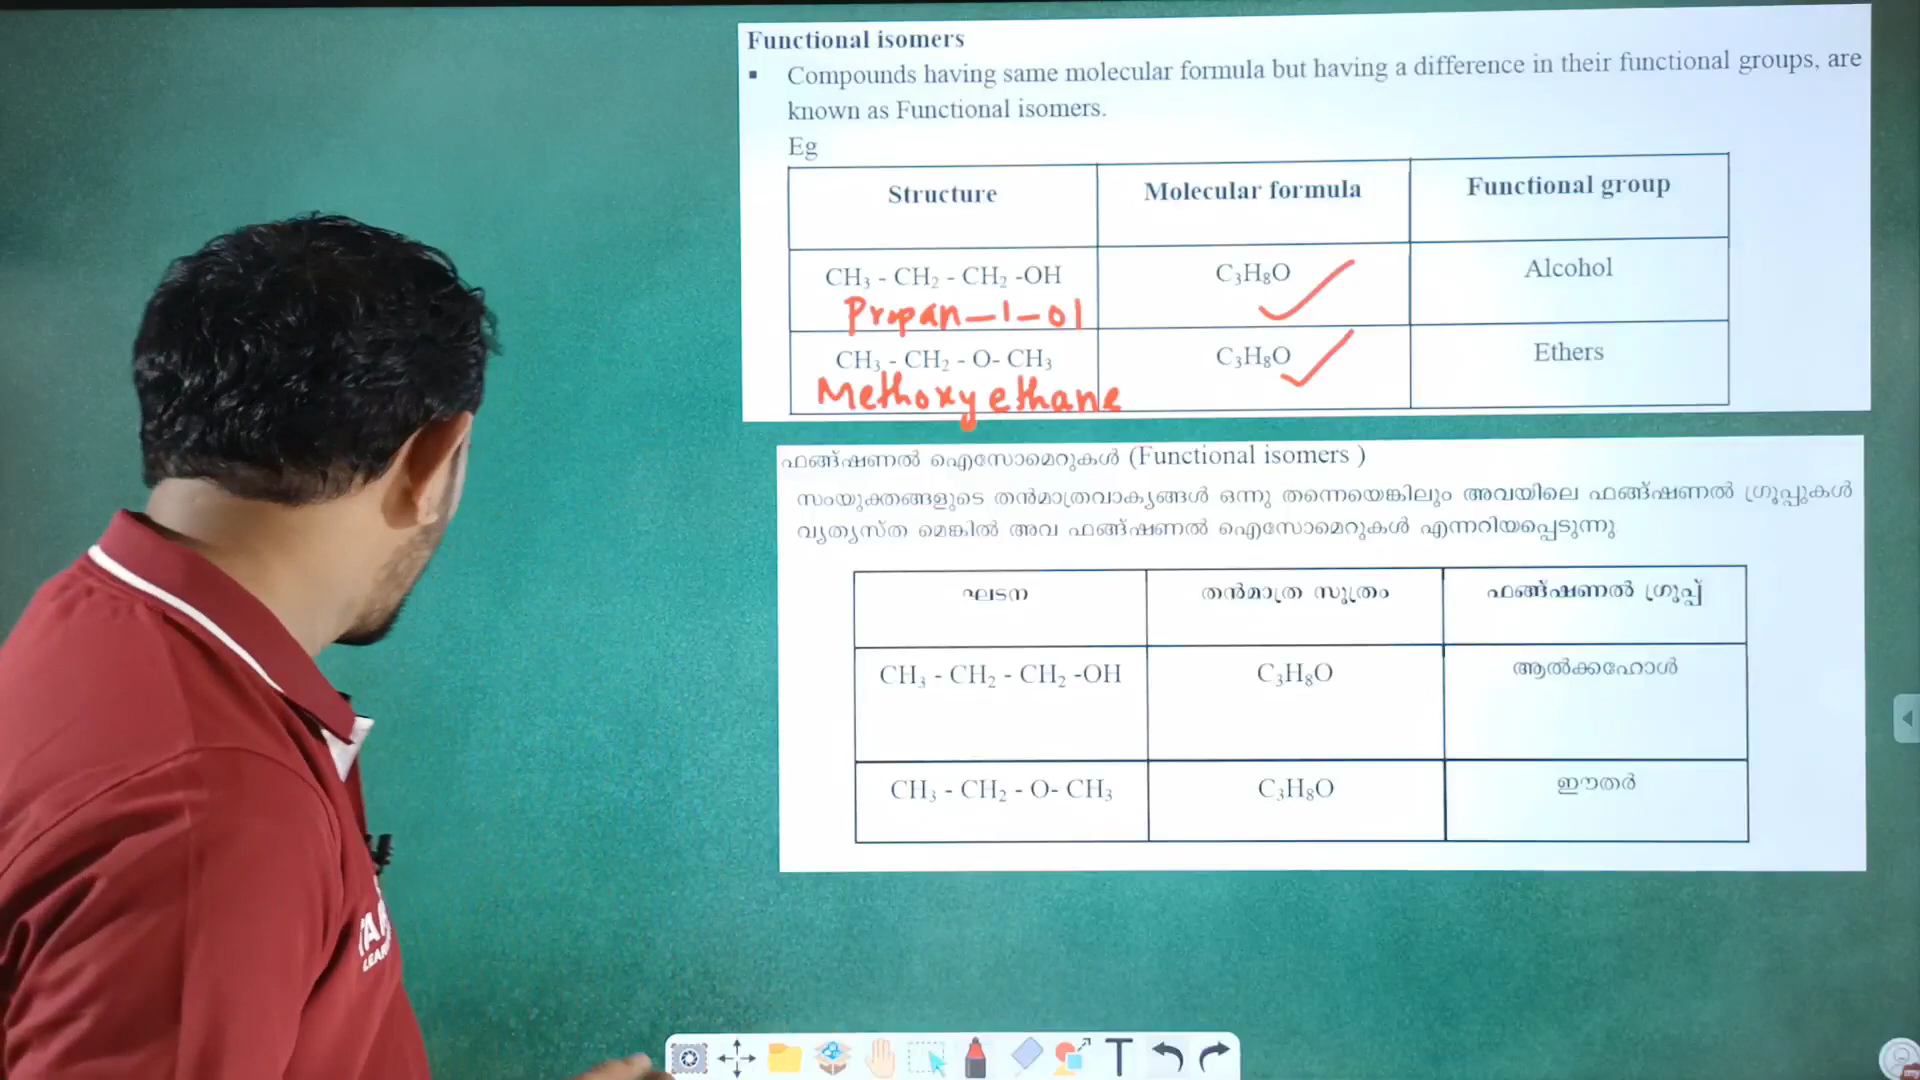 Functional isomers
▪ Compounds having same molecular formula but having a difference in their functional groups, are
known as Functional isomers.
Eg
Structure Molecular formula Functional group
CH₃ - CH₂ - CH₂ -OH C₃H₈O Alcohol
Propan-1-ol
CH₃ - CH₂ - O- CH₃ C₃H₈O Ethers
Methoxy ethane
ഫങ്ങ്ഷണൽ ഐസോമെറുകൾ (Functional isomers )
സംയുക്തങ്ങളുടെ തൻമാത്രവാക്യങ്ങൾ ഒന്നു തന്നെയെങ്കിലും അവയിലെ ഫങ്ങ്ഷണൽ ഗ്രൂപ്പുകൾ
വ്യത്യസ്ത മെങ്കിൽ അവ ഫങ്ങ്ഷണൽ ഐസോമെറുകൾ എന്നറിയപ്പെടുന്നു
ഘടന തൻമാത്ര സൂത്രം ഫങ്ങ്ഷണൽ ഗ്രൂപ്പ്
CH₃ - CH₂ - CH₂ -OH C₃H₈O ആൽക്കഹോൾ
CH₃ - CH₂ - O- CH₃ C₃H₈O ഈതർ
T